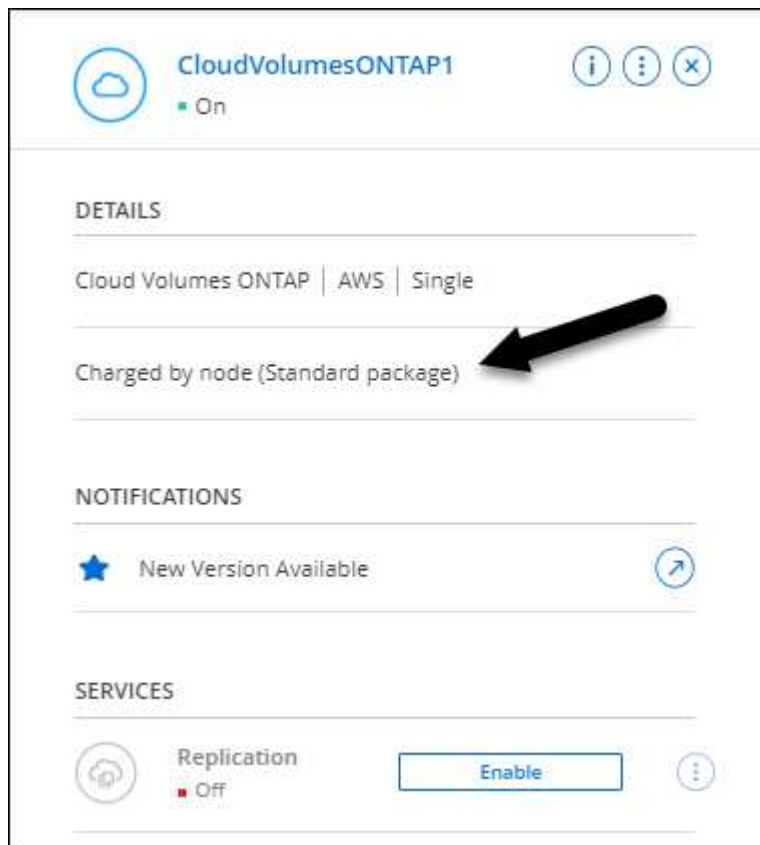 CloudVolumesONTAP1
On
DETAILS
Cloud Volumes ONTAP | AWS | Single
Charged by node (Standard package)
NOTIFICATIONS
New Version Available
SERVICES
Replication
Enable
Off